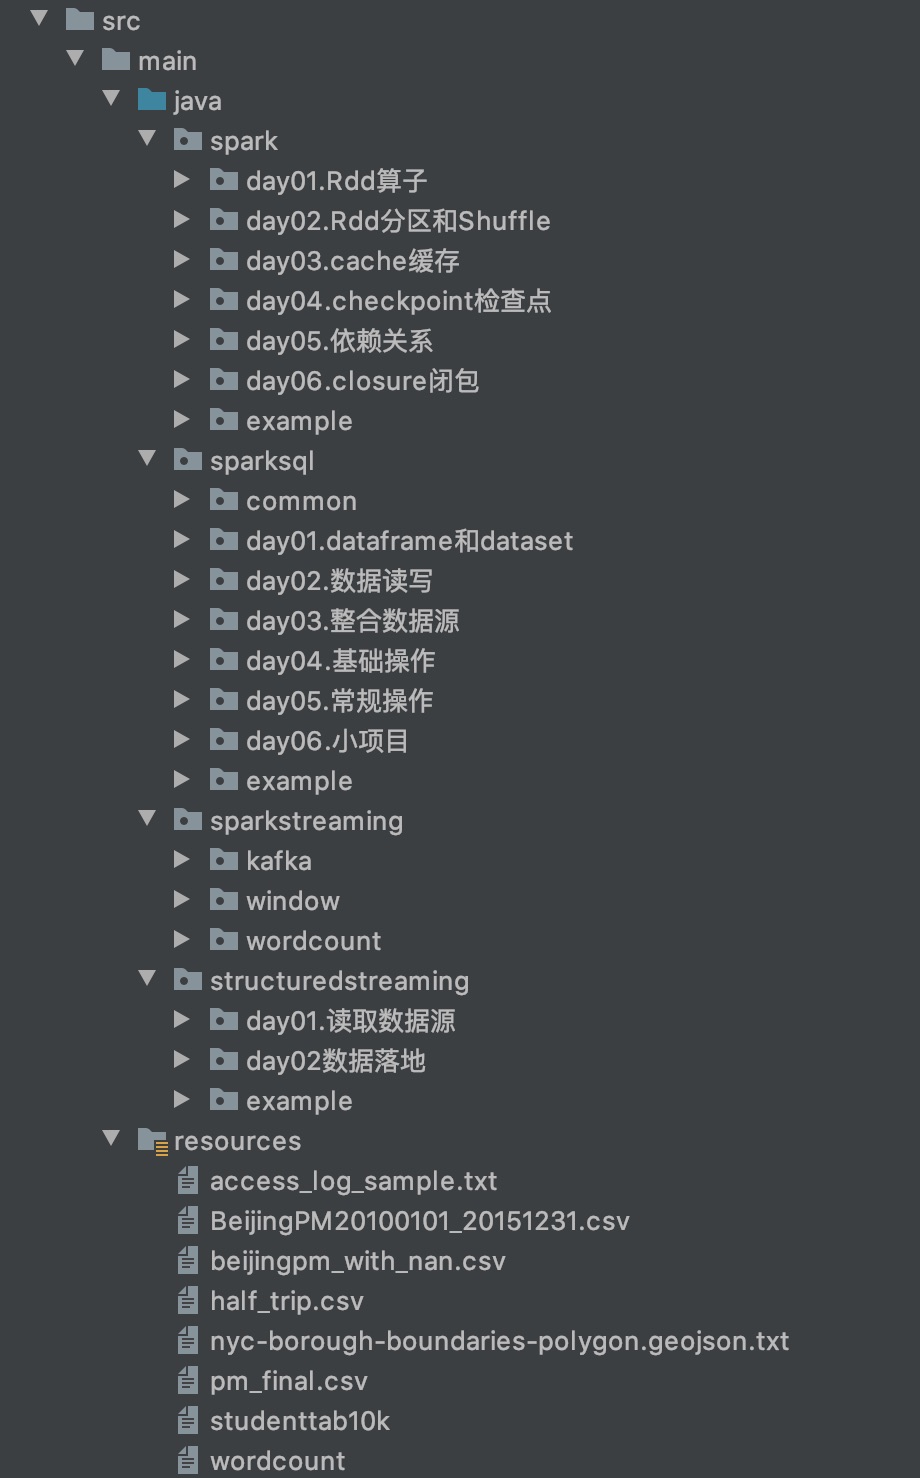 src
main
java
spark
day01.Rdd算子
day02.Rdd分区和Shuffle
day03.cache缓存
day04.checkpoint检查点
day05.依赖关系
day06.closure闭包
example
sparksql
common
day01.dataframe和dataset
day02.数据读写
day03.整合数据源
day04.基础操作
day05.常规操作
day06.小项目
example
sparkstreaming
kafka
window
wordcount
structuredstreaming
day01.读取数据源
day02数据落地
example
resources
access_log_sample.txt
BeijingPM20100101_20151231.csv
beijingpm_with_nan.csv
half_trip.csv
nyc-borough-boundaries-polygon.geojson.txt
pm_final.csv
studenttab10k
wordcount